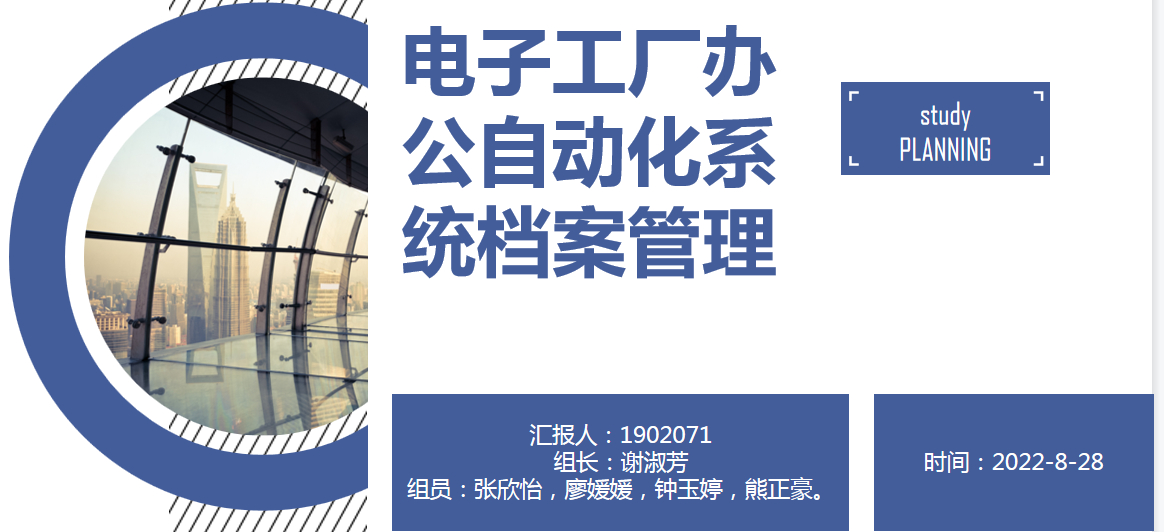 电子工厂办
公自动化系
统档案管理
study
PLANNING
汇报人：1902071
组长：谢淑芳
组员：张欣怡，廖媛媛，钟玉婷，熊正豪。
时间：2022-8-28